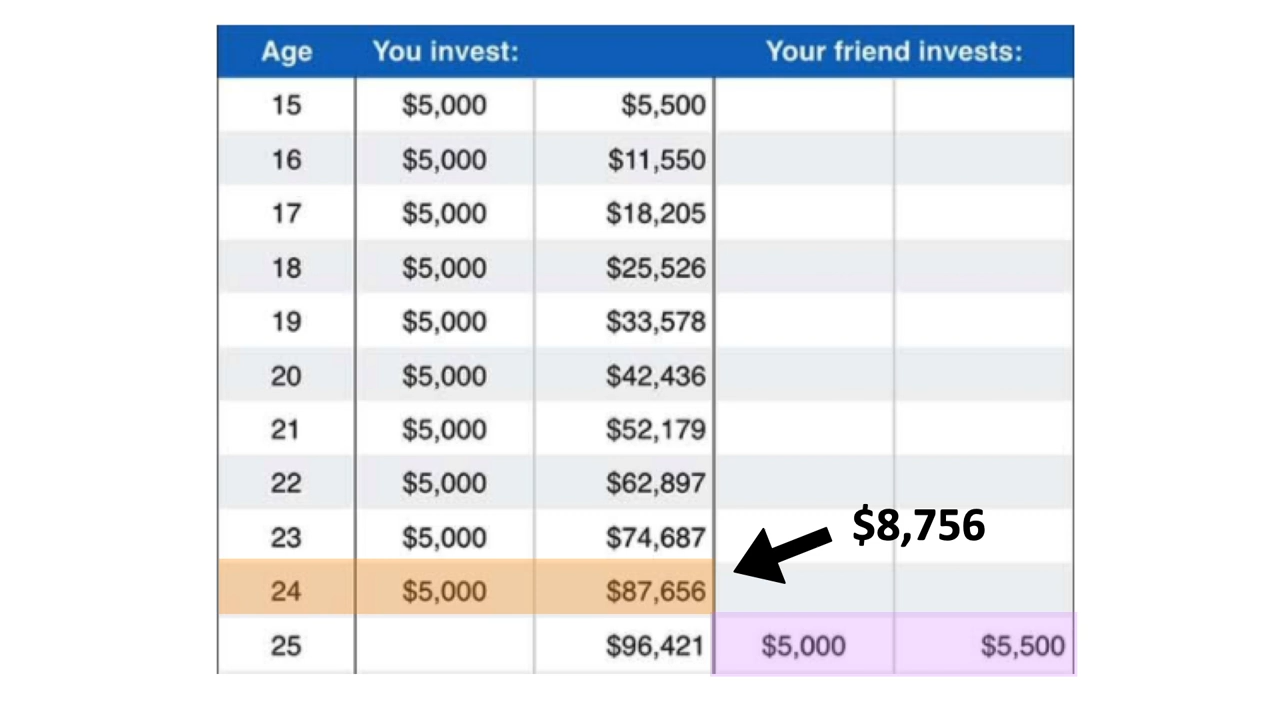 Age You invest: Your friend invests:
15 $5,000 $5,500
16 $5,000 $11,550
17 $5,000 $18,205
18 $5,000 $25,526
19 $5,000 $33,578
20 $5,000 $42,436
21 $5,000 $52,179
22 $5,000 $62,897
$8,756
23 $5,000 $74,687
24 $5,000 $87,656
25 $96,421 $5,000 $5,500